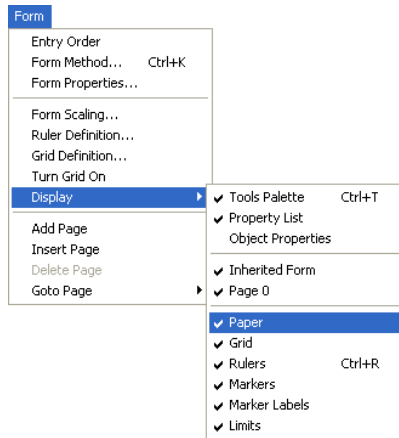 Form
Entry Order
Form Method... Ctrl+K
Form Properties...
Form Scaling...
Ruler Definition...
Grid Definition...
Turn Grid On
Display
Add Page
Insert Page
Delete Page
Goto Page
Tools Palette Ctrl+T
Property List
Object Properties
Inherited Form
Page 0
Paper
Grid
Rulers Ctrl+R
Markers
Marker Labels
Limits